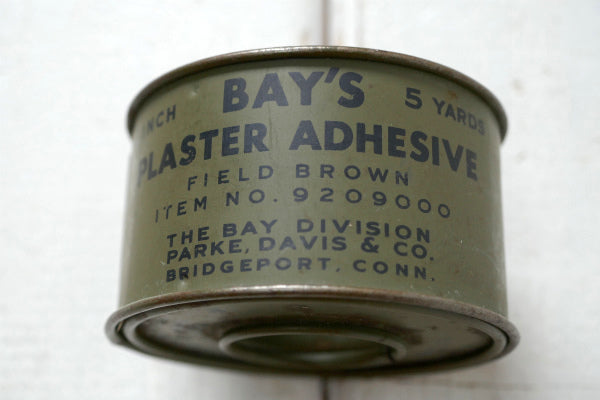 INCH BAY'S 5 YARDS
PLASTER ADHESIVE
FIELD BROWN
ITEM NO. 9209000
THE BAY DIVISION
PARKE, DAVIS & CO.
BRIDGEPORT, CONN.